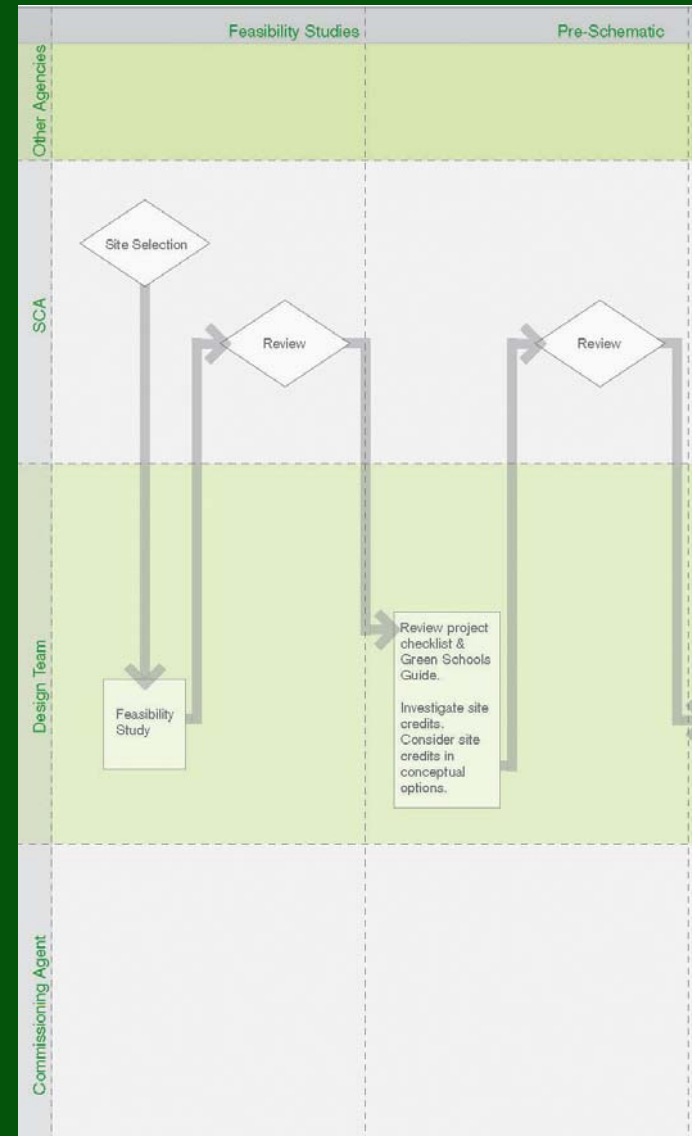 Feasibility Studies
Pre-Schematic
Other Agencies
SCA
Site Selection
Review
Review
Design Team
Feasibility
Study
Review project
checklist &
Green Schools
Guide.
Investigate site
credits.
Consider site
credits in
conceptual
options.
Commissioning Agent